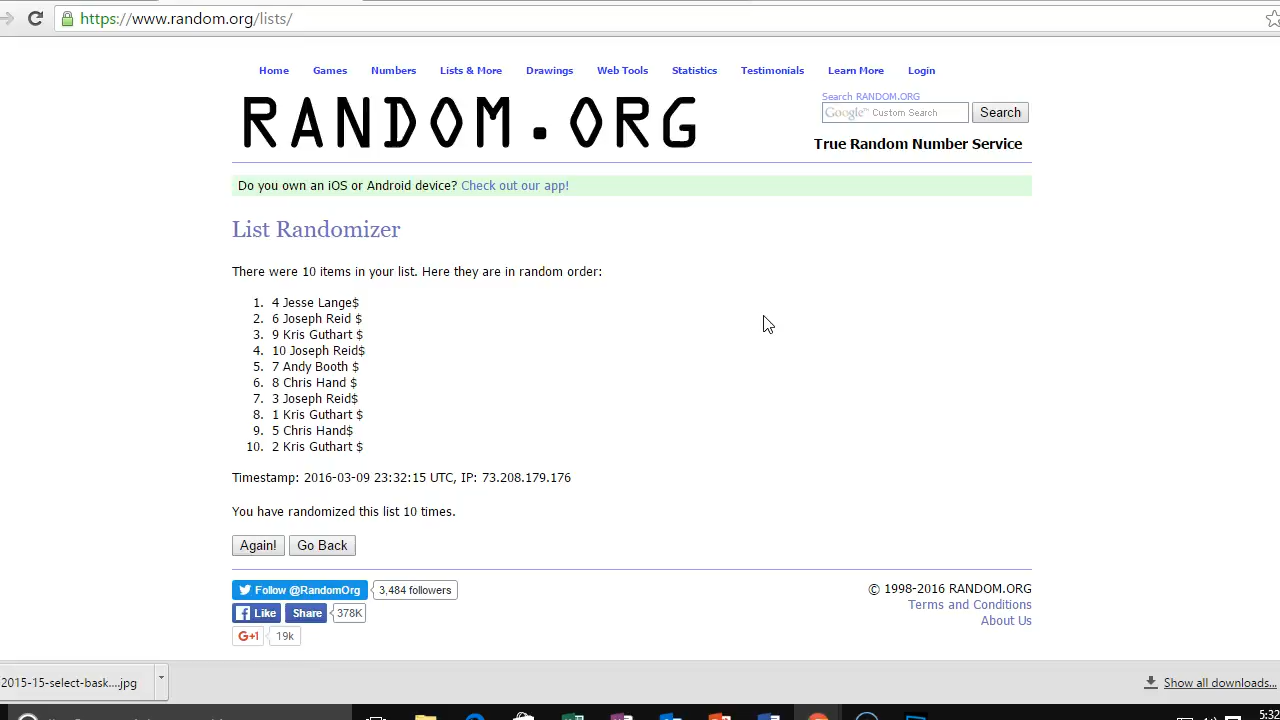 https://www.random.org/lists/
Home Games Numbers Lists & More Drawings Web Tools Statistics Testimonials Learn More Login
RANDOM.ORG
Search RANDOM.ORG
Google™ Custom Search Search
True Random Number Service
Do you own an iOS or Android device? Check out our app!
List Randomizer
There were 10 items in your list. Here they are in random order:
1. 4 Jesse Lange$
2. 6 Joseph Reid $
3. 9 Kris Guthart $
4. 10 Joseph Reid$
5. 7 Andy Booth $
6. 8 Chris Hand $
7. 3 Joseph Reid$
8. 1 Kris Guthart $
9. 5 Chris Hand$
10. 2 Kris Guthart $
Timestamp: 2016-03-09 23:32:15 UTC, IP: 73.208.179.176
You have randomized this list 10 times.
Again! Go Back
Follow @RandomOrg 3,484 followers
Like Share 378K
G+1 19k
© 1998-2016 RANDOM.ORG
Terms and Conditions
About Us
2015-15-select-bask....jpg
Show all downloads...
5:32